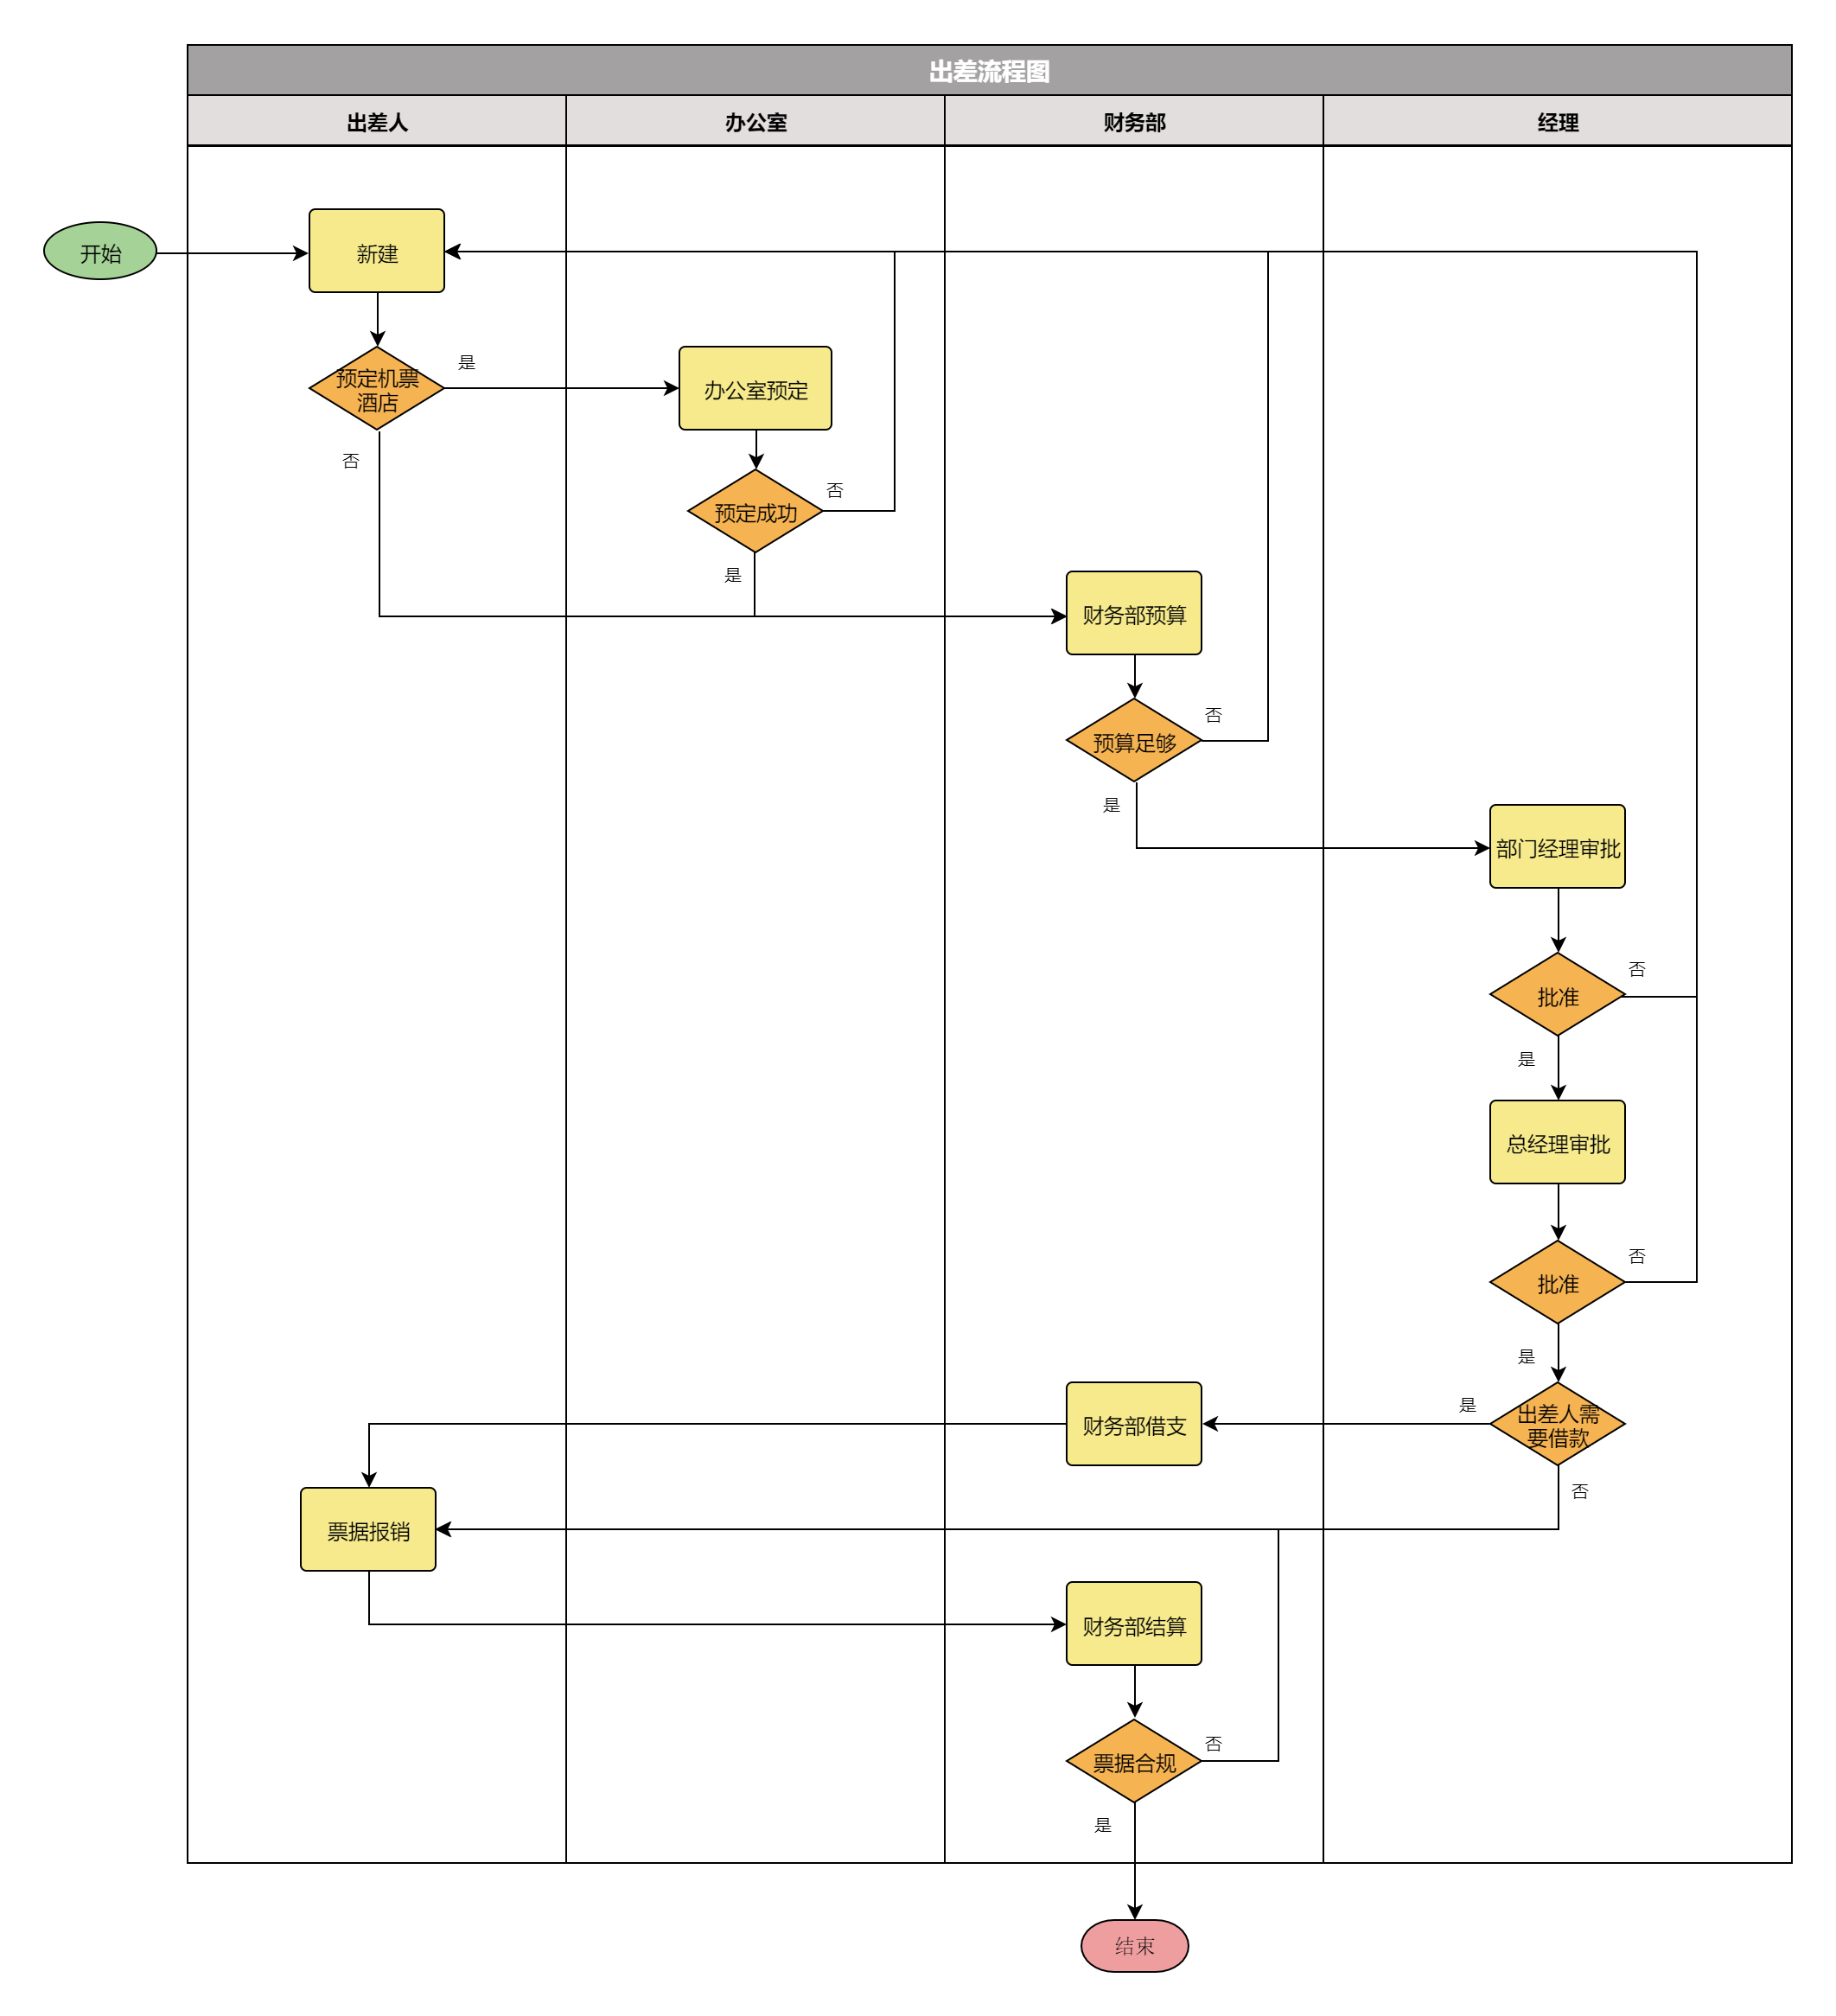 出差流程图
出差人
办公室
财务部
经理
开始
新建
预定机票
酒店
是
否
办公室预定
预定成功
否
是
财务部预算
预算足够
否
是
部门经理审批
批准
否
是
总经理审批
批准
否
是
出差人需
要借款
是
否
财务部借支
票据报销
财务部结算
票据合规
否
是
结束